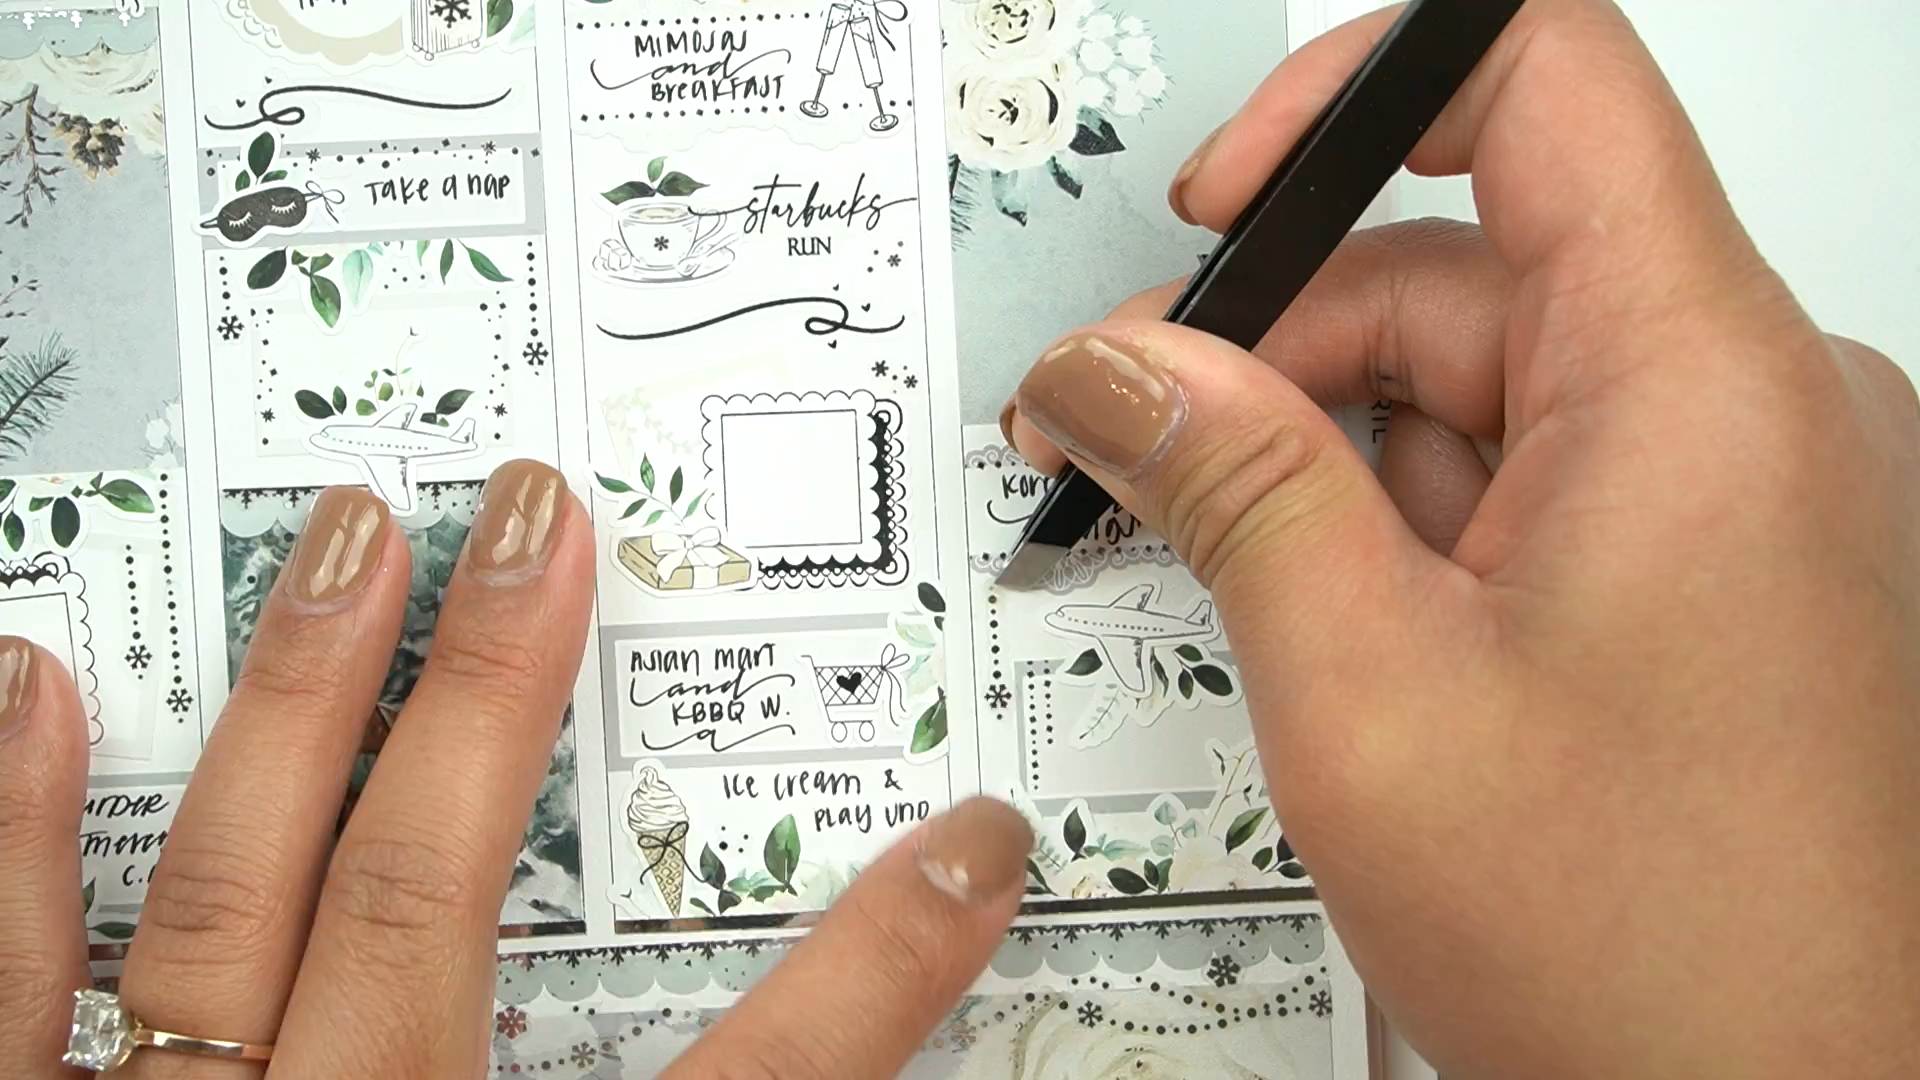 MIMOSAS
and
BREAKFAST
Take a nap
starbucks
RUN
ASIAN MART
and
KBBQ W.
a
Ice cream &
PLAY UNO
C.